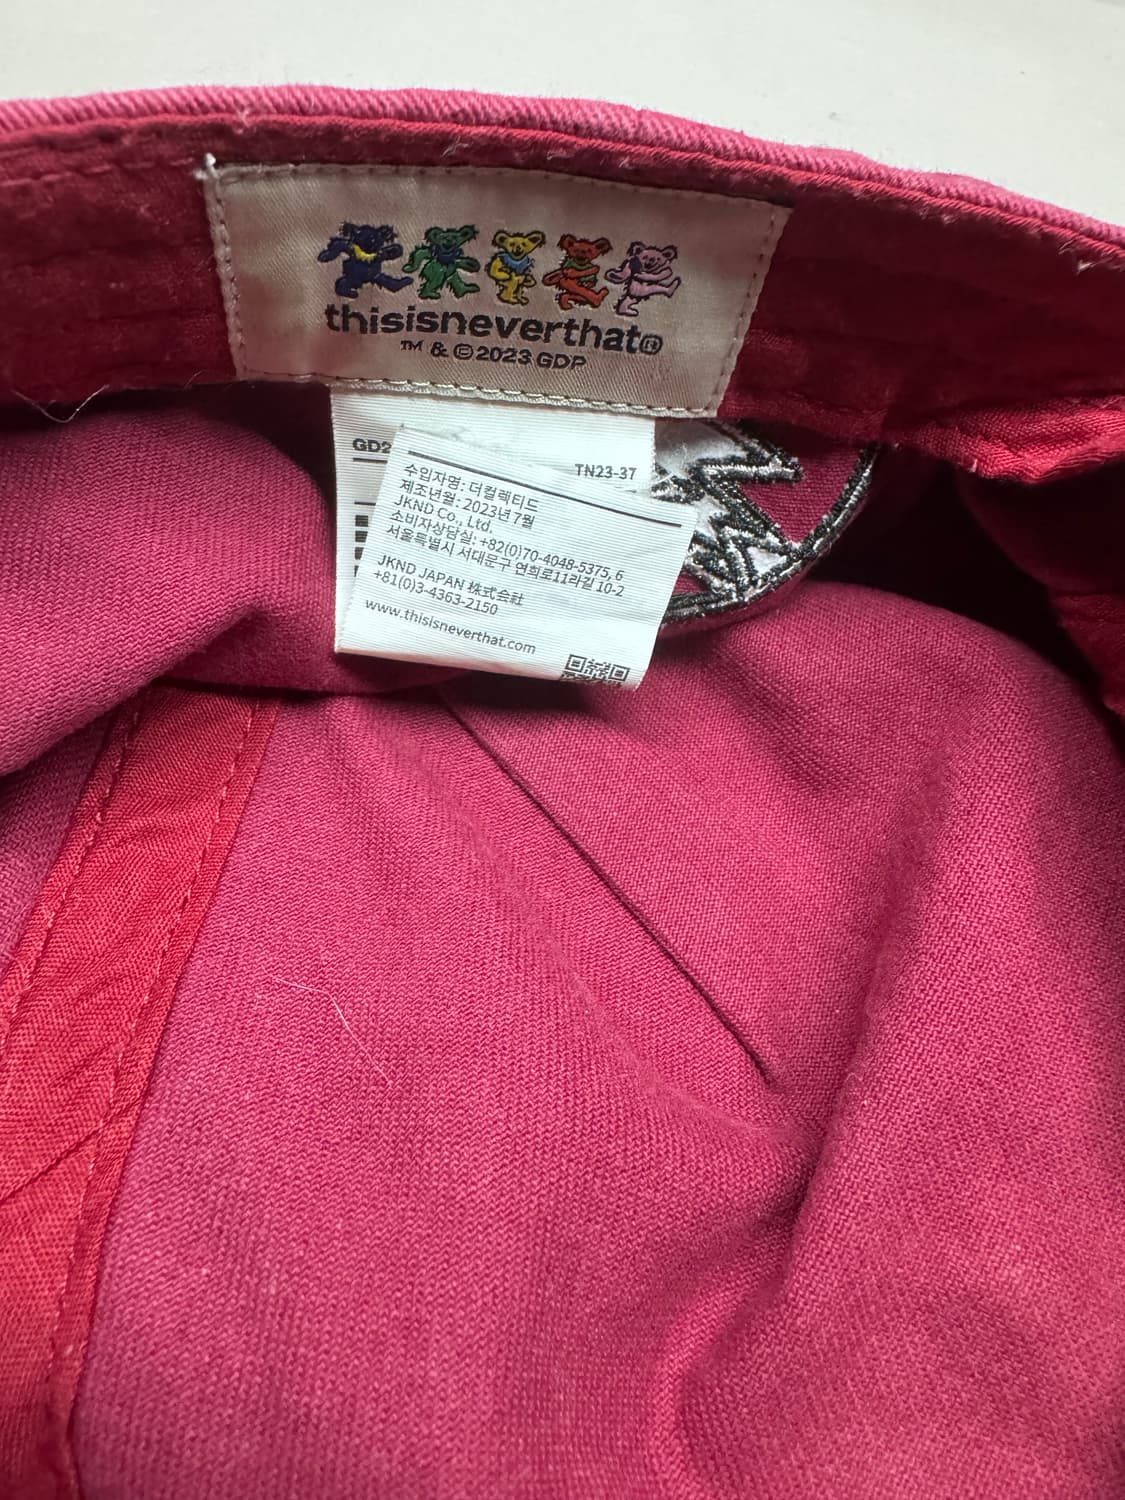 thisisneverthat®
™ & ©2023 GDP
GD2
TN23-37
수입자명: 더컬렉티드
제조년월: 2023년 7월
JKND Co., Ltd.
소비자상담실: +82(0)70-4048-5375, 6
서울특별시 서대문구 연희로11라길 10-2
JKND JAPAN 株式会社
+81(0)3-4363-2150
www.thisisneverthat.com